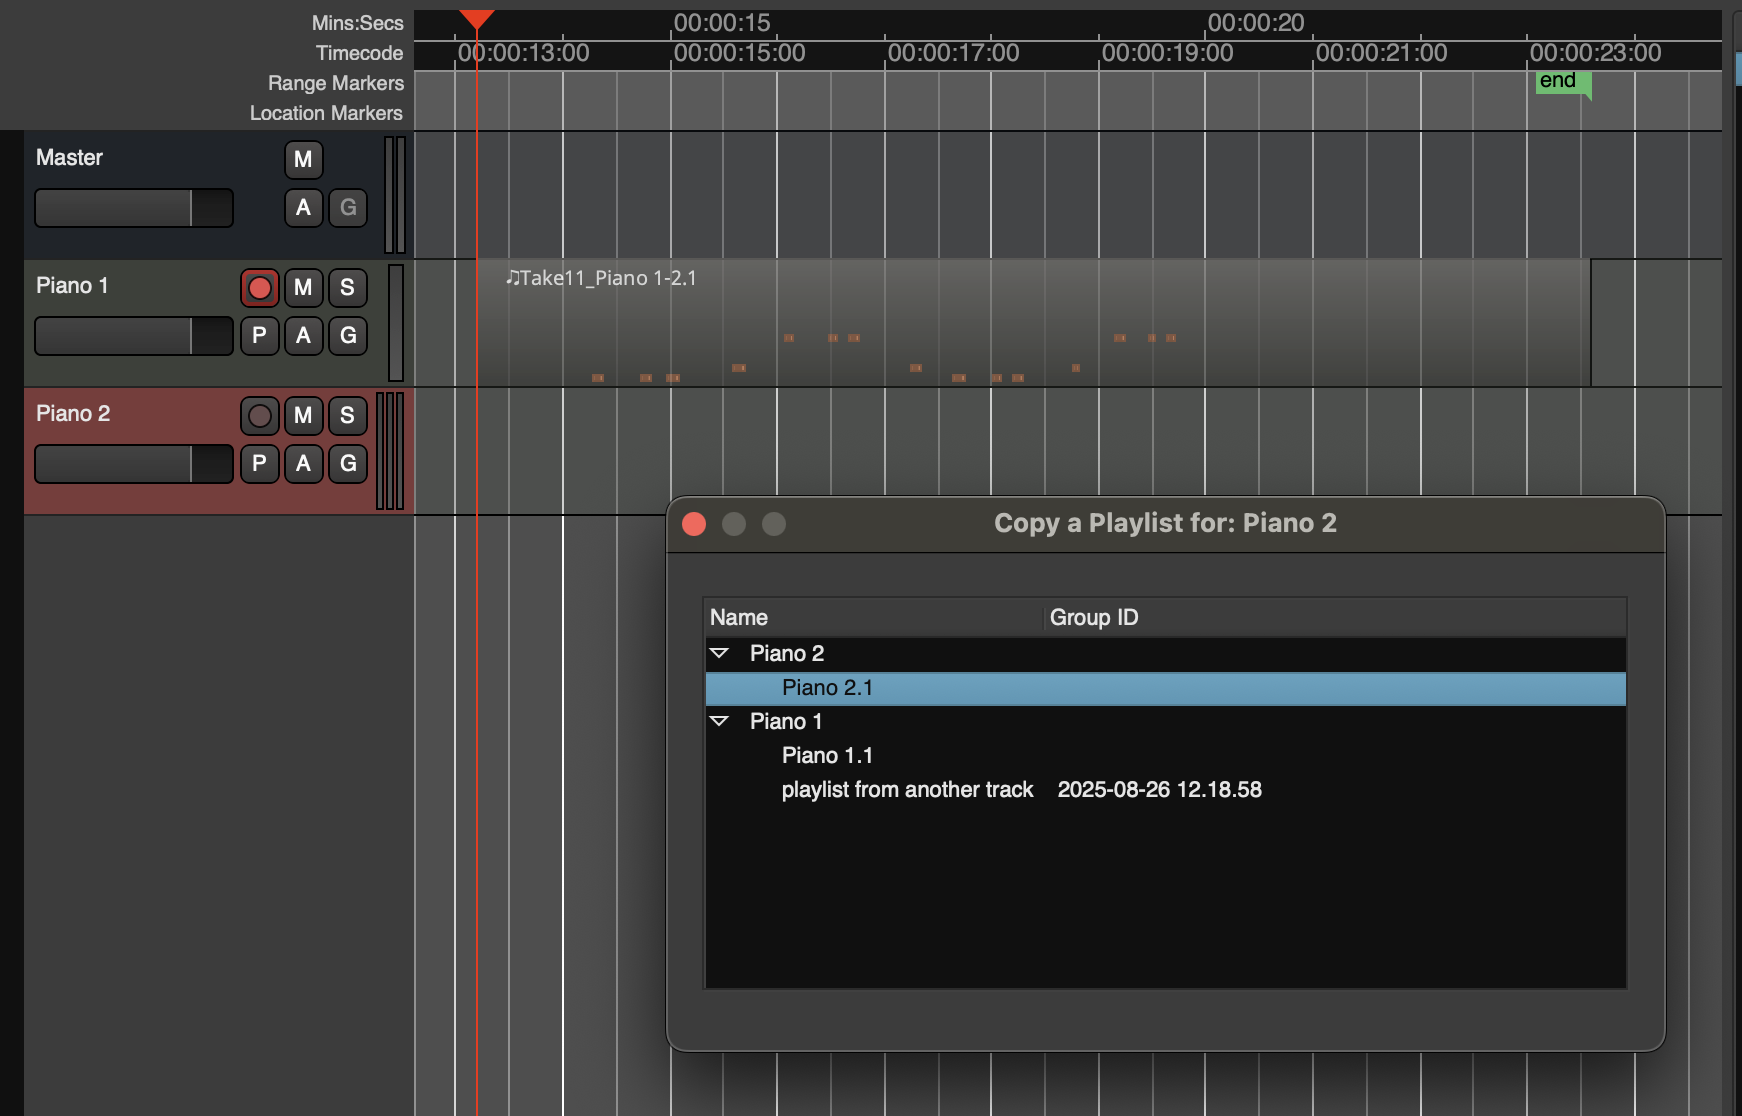 Mins:Secs 00:00:15 00:00:20
Timecode 00:00:13:00 00:00:15:00 00:00:17:00 00:00:19:00 00:00:21:00 00:00:23:00
Range Markers end
Location Markers
Master M
A G
Piano 1 M S ♫Take11_Piano 1-2.1
P A G
Piano 2 M S
P A G
Copy a Playlist for: Piano 2
Name Group ID
Piano 2
Piano 2.1
Piano 1
Piano 1.1
playlist from another track 2025-08-26 12.18.58